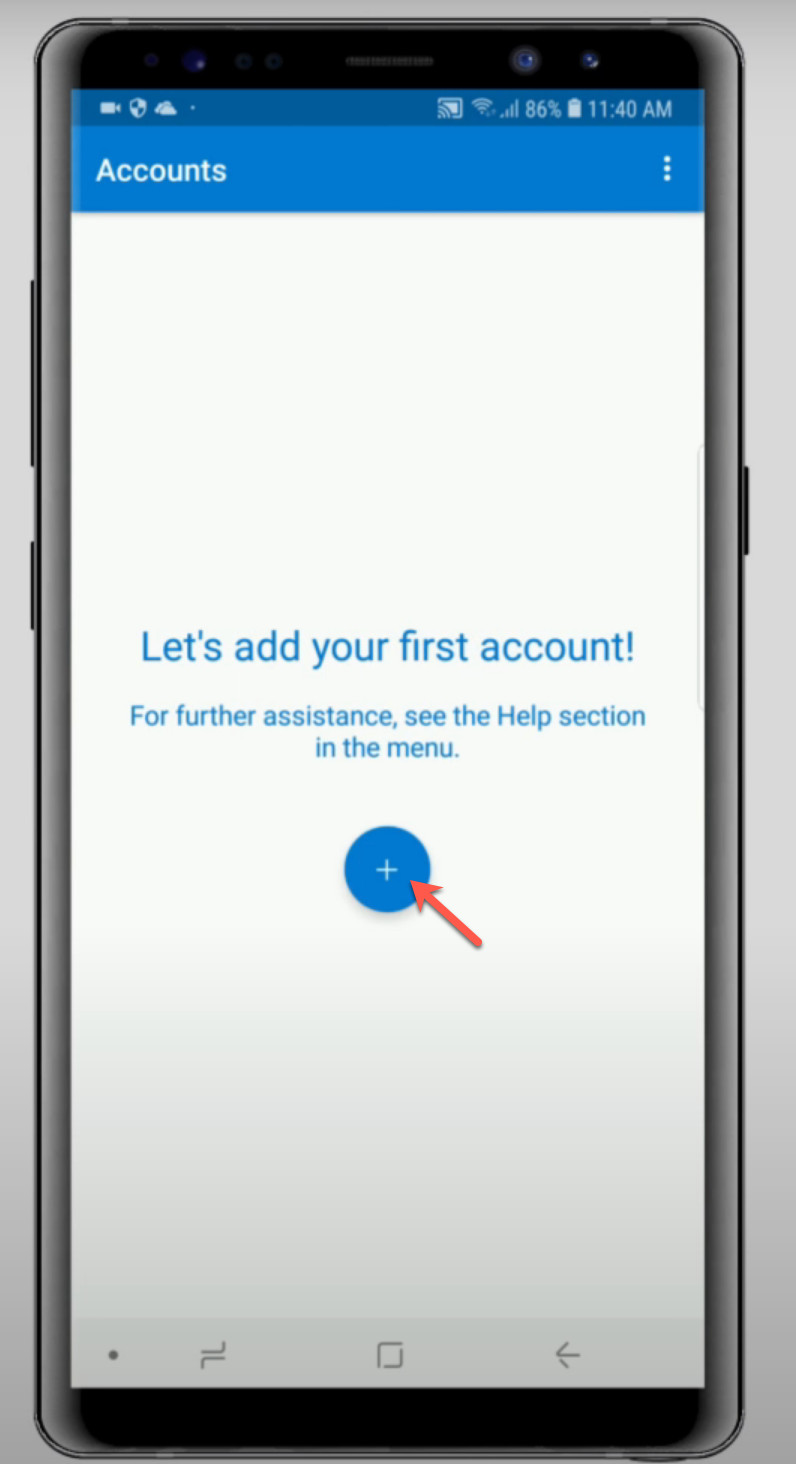 86% 11:40 AM
Accounts
Let's add your first account!
For further assistance, see the Help section
in the menu.